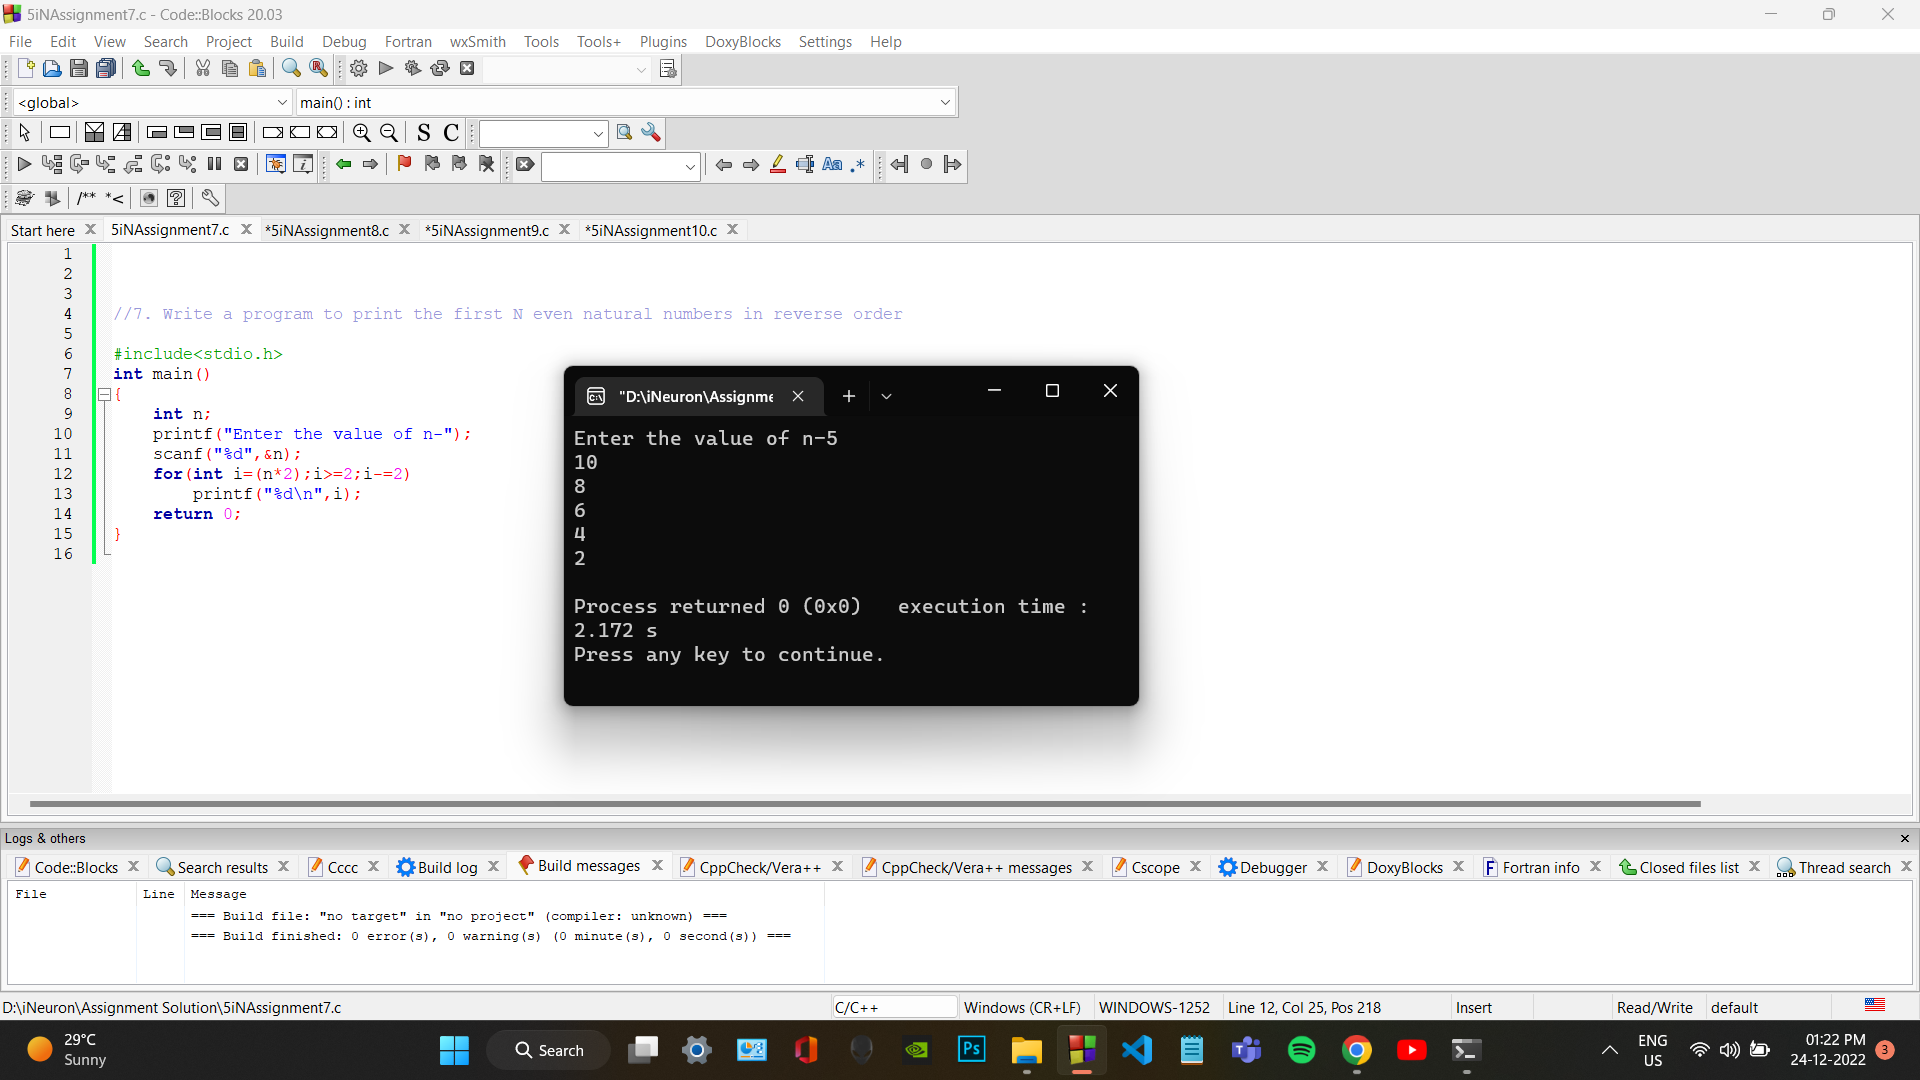 5iNAssignment7.c - Code::Blocks 20.03
File Edit View Search Project Build Debug Fortran wxSmith Tools Tools+ Plugins DoxyBlocks Settings Help
<global> main() : int
S C
Aa .*
/** *<
Start here 5iNAssignment7.c *5iNAssignment8.c *5iNAssignment9.c *5iNAssignment10.c
1
2
3
4 //7. Write a program to print the first N even natural numbers in reverse order
5
6 #include<stdio.h>
7 int main()
8 {
9 int n;
10 printf("Enter the value of n-");
11 scanf("%d",&n);
12 for(int i=(n*2);i>=2;i-=2)
13 printf("%d\n",i);
14 return 0;
15 }
16
"D:\iNeuron\Assignme
Enter the value of n-5
10
8
6
4
2
Process returned 0 (0x0)   execution time :
2.172 s
Press any key to continue.
Logs & others
Code::Blocks Search results Cccc Build log Build messages CppCheck/Vera++ CppCheck/Vera++ messages Cscope Debugger DoxyBlocks Fortran info Closed files list Thread search
File Line Message
=== Build file: "no target" in "no project" (compiler: unknown) ===
=== Build finished: 0 error(s), 0 warning(s) (0 minute(s), 0 second(s)) ===
D:\iNeuron\Assignment Solution\5iNAssignment7.c C/C++ Windows (CR+LF) WINDOWS-1252 Line 12, Col 25, Pos 218 Insert Read/Write default
29°C
Sunny
Search
Ps
ENG
US
01:22 PM
24-12-2022
3